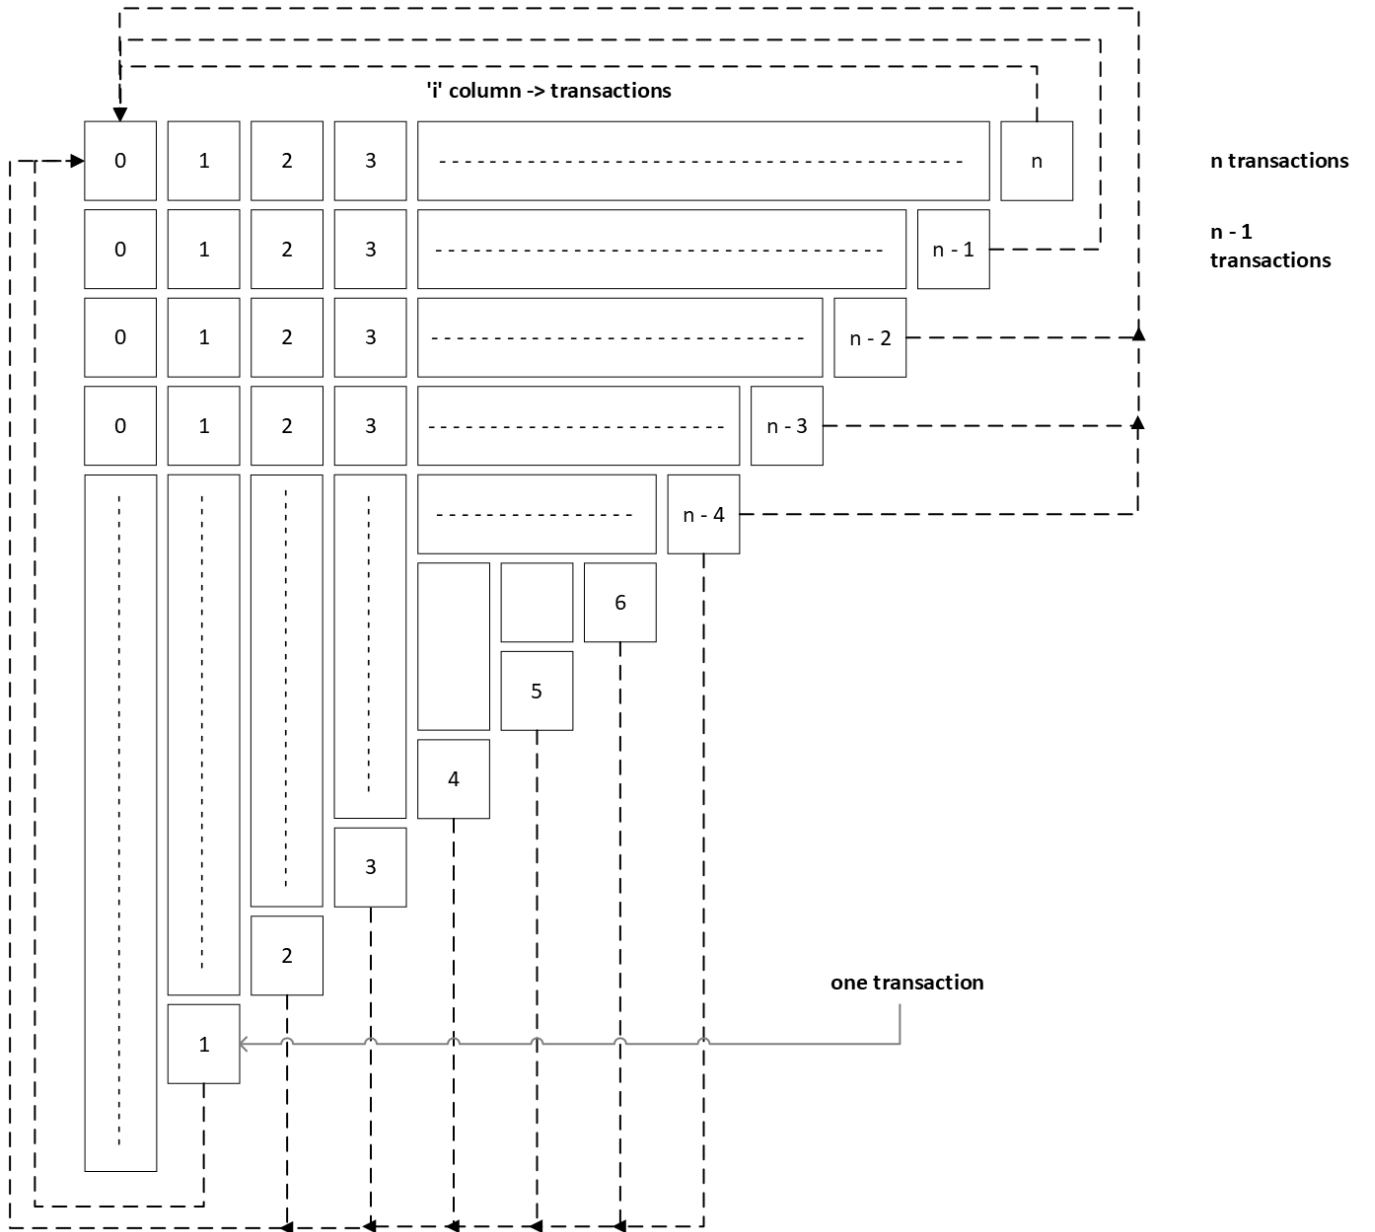 'i' column -> transactions
0 1 2 3 n n transactions
0 1 2 3 n - 1 n - 1
transactions
0 1 2 3 n - 2
0 1 2 3 n - 3
n - 4
6
5
4
3
2
one transaction
1